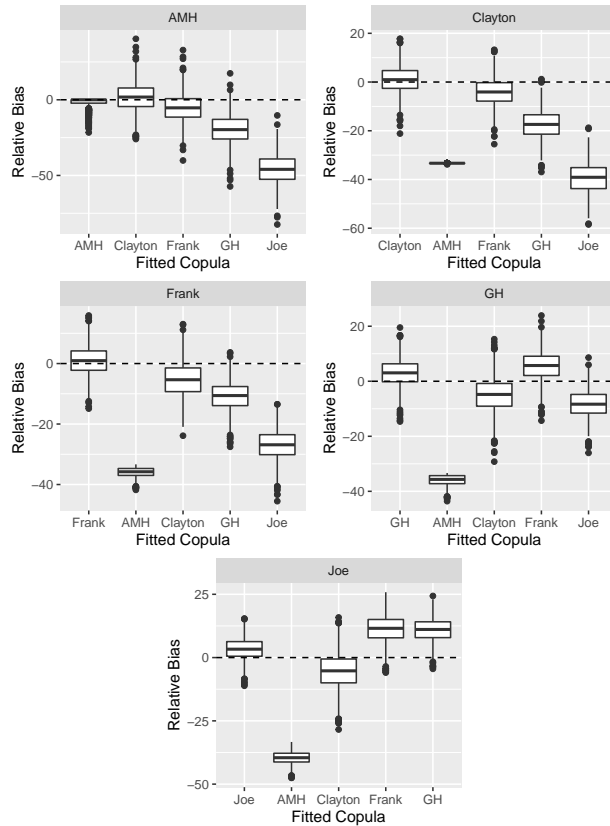 AMH
0
−50
Relative Bias
AMH Clayton Frank GH Joe
Fitted Copula
Clayton
20
0
−20
−40
−60
Relative Bias
Clayton AMH Frank GH Joe
Fitted Copula
Frank
0
−20
−40
Relative Bias
Frank AMH Clayton GH Joe
Fitted Copula
GH
20
0
−20
−40
Relative Bias
GH AMH Clayton Frank Joe
Fitted Copula
Joe
25
0
−25
−50
Relative Bias
Joe AMH Clayton Frank GH
Fitted Copula